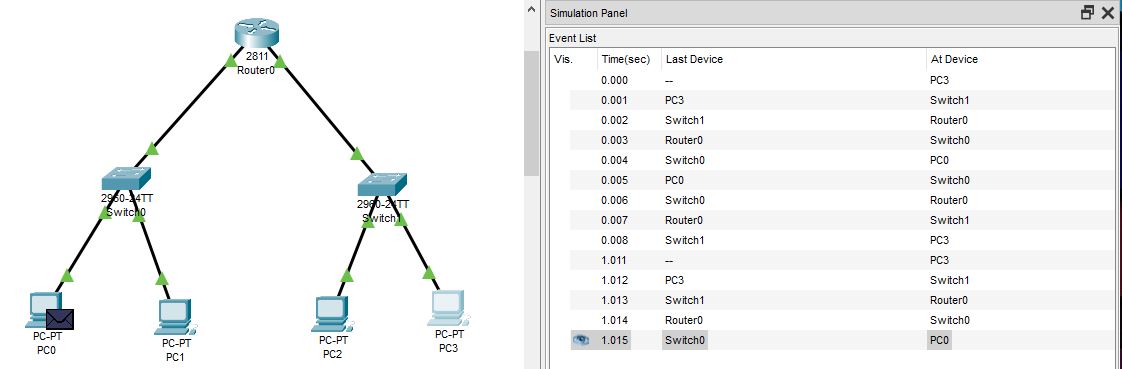 2811
Router0
2960-24TT
Switch0
2960-24TT
Switch1
PC-PT
PC0
PC-PT
PC1
PC-PT
PC2
PC-PT
PC3
Simulation Panel
Event List
Vis. Time(sec) Last Device At Device
0.000 -- PC3
0.001 PC3 Switch1
0.002 Switch1 Router0
0.003 Router0 Switch0
0.004 Switch0 PC0
0.005 PC0 Switch0
0.006 Switch0 Router0
0.007 Router0 Switch1
0.008 Switch1 PC3
1.011 -- PC3
1.012 PC3 Switch1
1.013 Switch1 Router0
1.014 Router0 Switch0
1.015 Switch0 PC0